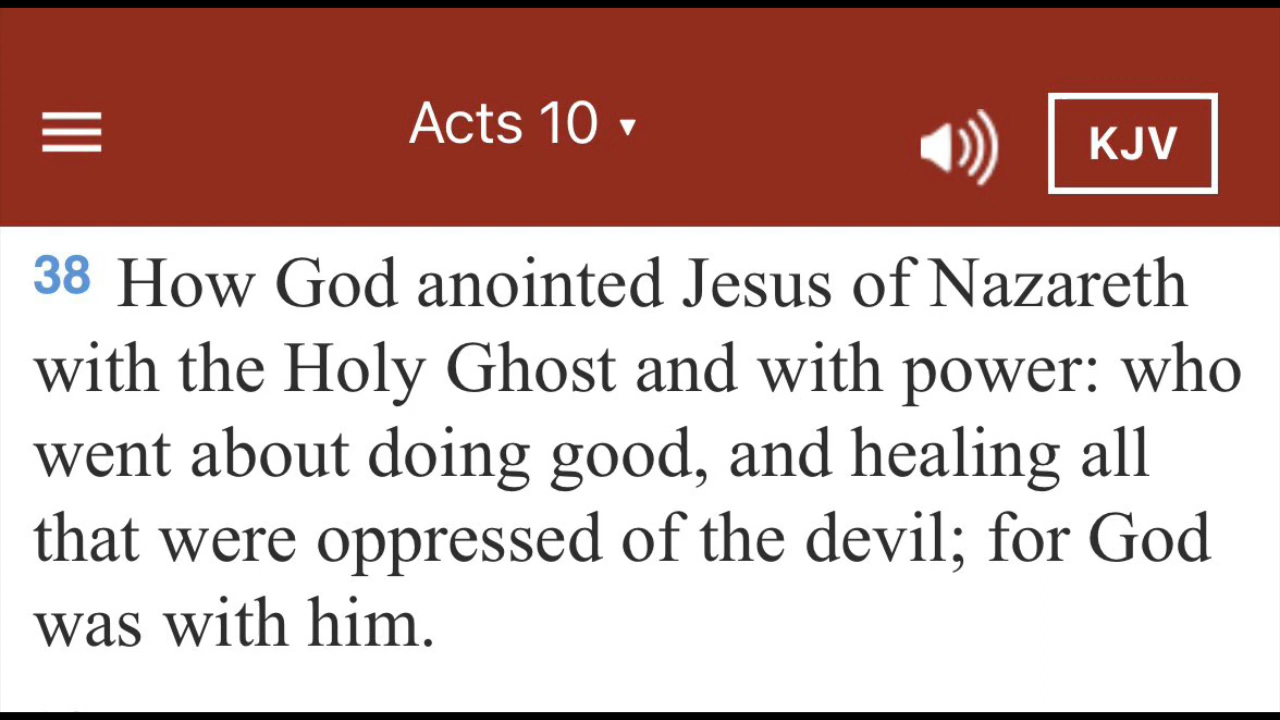 Acts 10 ▾
KJV
38 How God anointed Jesus of Nazareth
with the Holy Ghost and with power: who
went about doing good, and healing all
that were oppressed of the devil; for God
was with him.